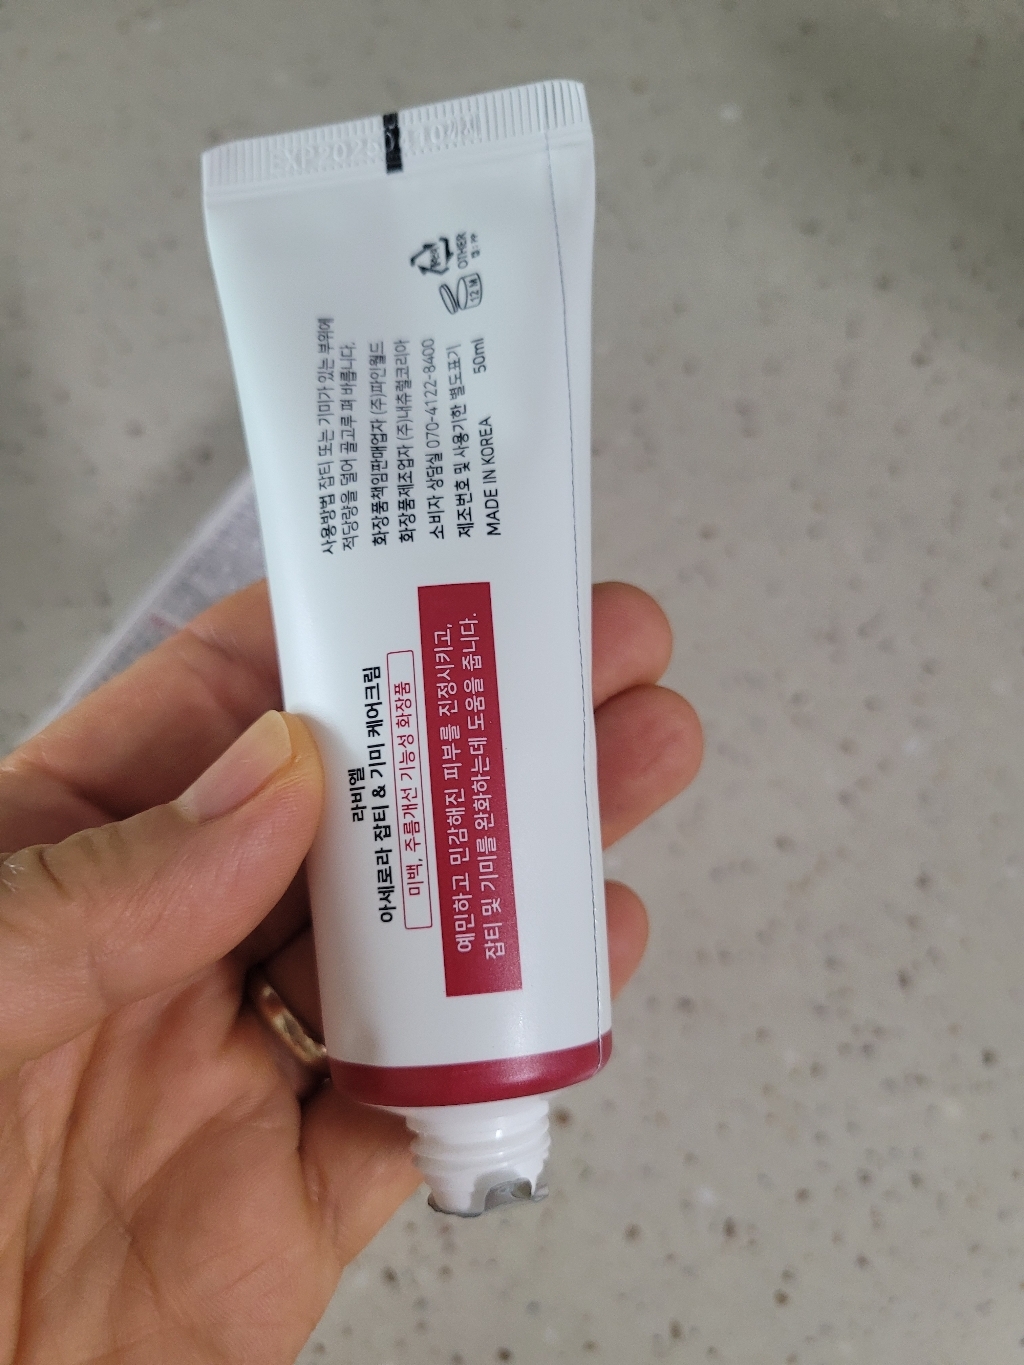 라비엘
아세로라 잡티 & 기미 케어크림
미백, 주름개선 기능성 화장품
예민하고 민감해진 피부를 진정시키고,
잡티 및 기미를 완화하는데 도움을 줍니다.
사용방법 잡티 또는 기미가 있는 부위에
적당량을 덜어 골고루 펴 바릅니다.
화장품책임판매업자 (주)파인월드
화장품제조업자 (주)내츄럴코리아
소비자 상담실 070-4122-8400
제조번호 및 사용기한 별도표기
MADE IN KOREA 50ml
12M
OTHER